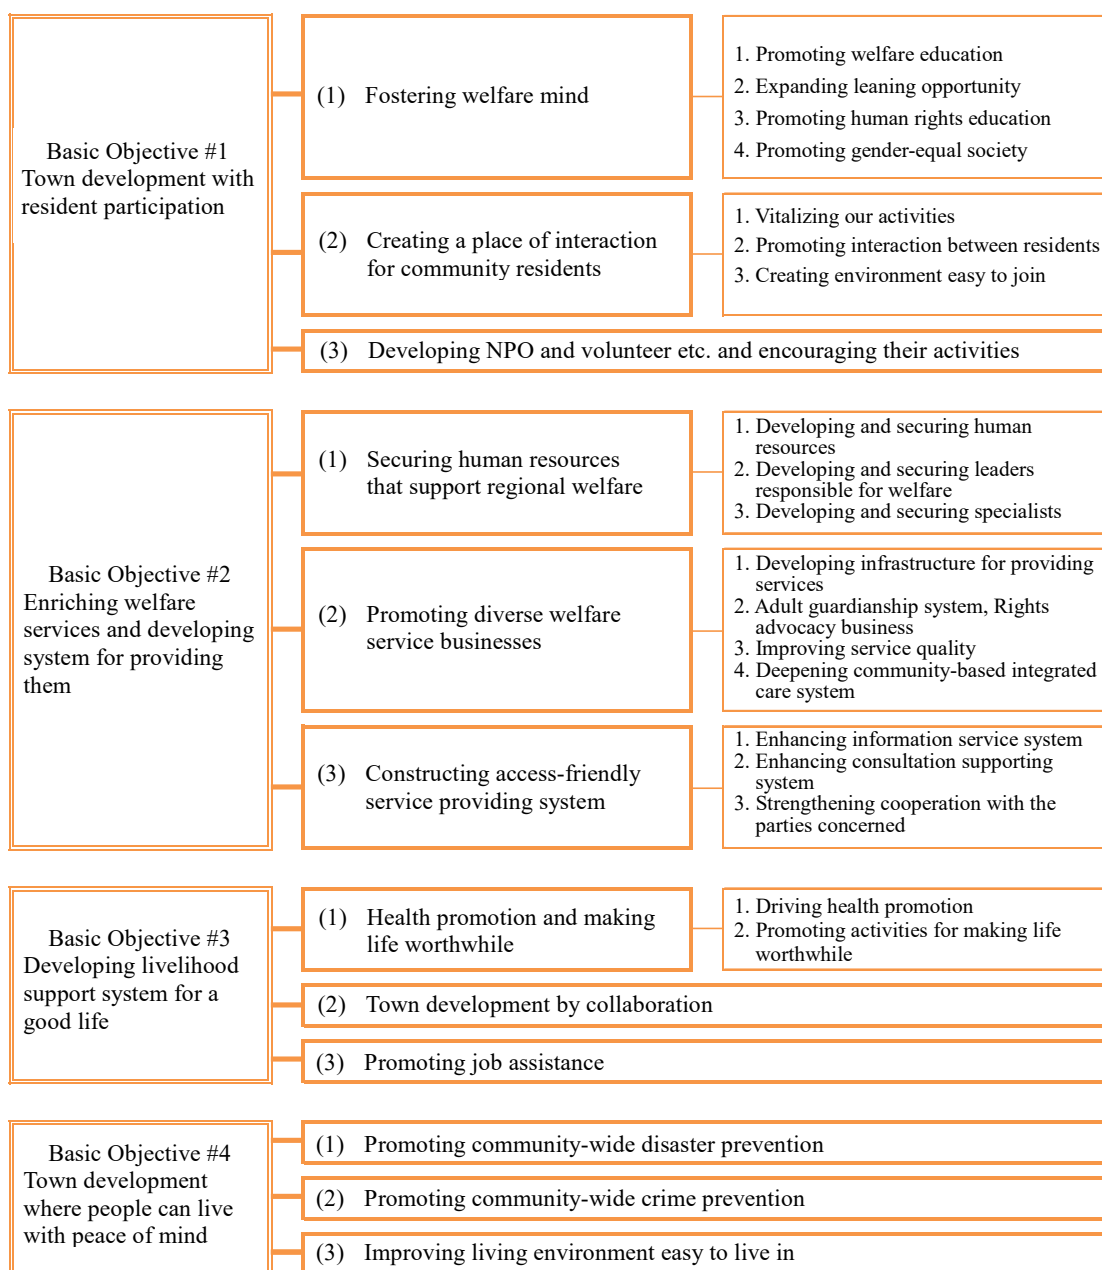 Basic Objective #1
Town development with
resident participation
(1) Fostering welfare mind
1. Promoting welfare education
2. Expanding leaning opportunity
3. Promoting human rights education
4. Promoting gender-equal society
(2) Creating a place of interaction
for community residents
1. Vitalizing our activities
2. Promoting interaction between residents
3. Creating environment easy to join
(3) Developing NPO and volunteer etc. and encouraging their activities
Basic Objective #2
Enriching welfare
services and developing
system for providing
them
(1) Securing human resources
that support regional welfare
1. Developing and securing human
resources
2. Developing and securing leaders
responsible for welfare
3. Developing and securing specialists
(2) Promoting diverse welfare
service businesses
1. Developing infrastructure for providing
services
2. Adult guardianship system, Rights
advocacy business
3. Improving service quality
4. Deepening community-based integrated
care system
(3) Constructing access-friendly
service providing system
1. Enhancing information service system
2. Enhancing consultation supporting
system
3. Strengthening cooperation with the
parties concerned
Basic Objective #3
Developing livelihood
support system for a
good life
(1) Health promotion and making
life worthwhile
1. Driving health promotion
2. Promoting activities for making life
worthwhile
(2) Town development by collaboration
(3) Promoting job assistance
Basic Objective #4
Town development
where people can live
with peace of mind
(1) Promoting community-wide disaster prevention
(2) Promoting community-wide crime prevention
(3) Improving living environment easy to live in